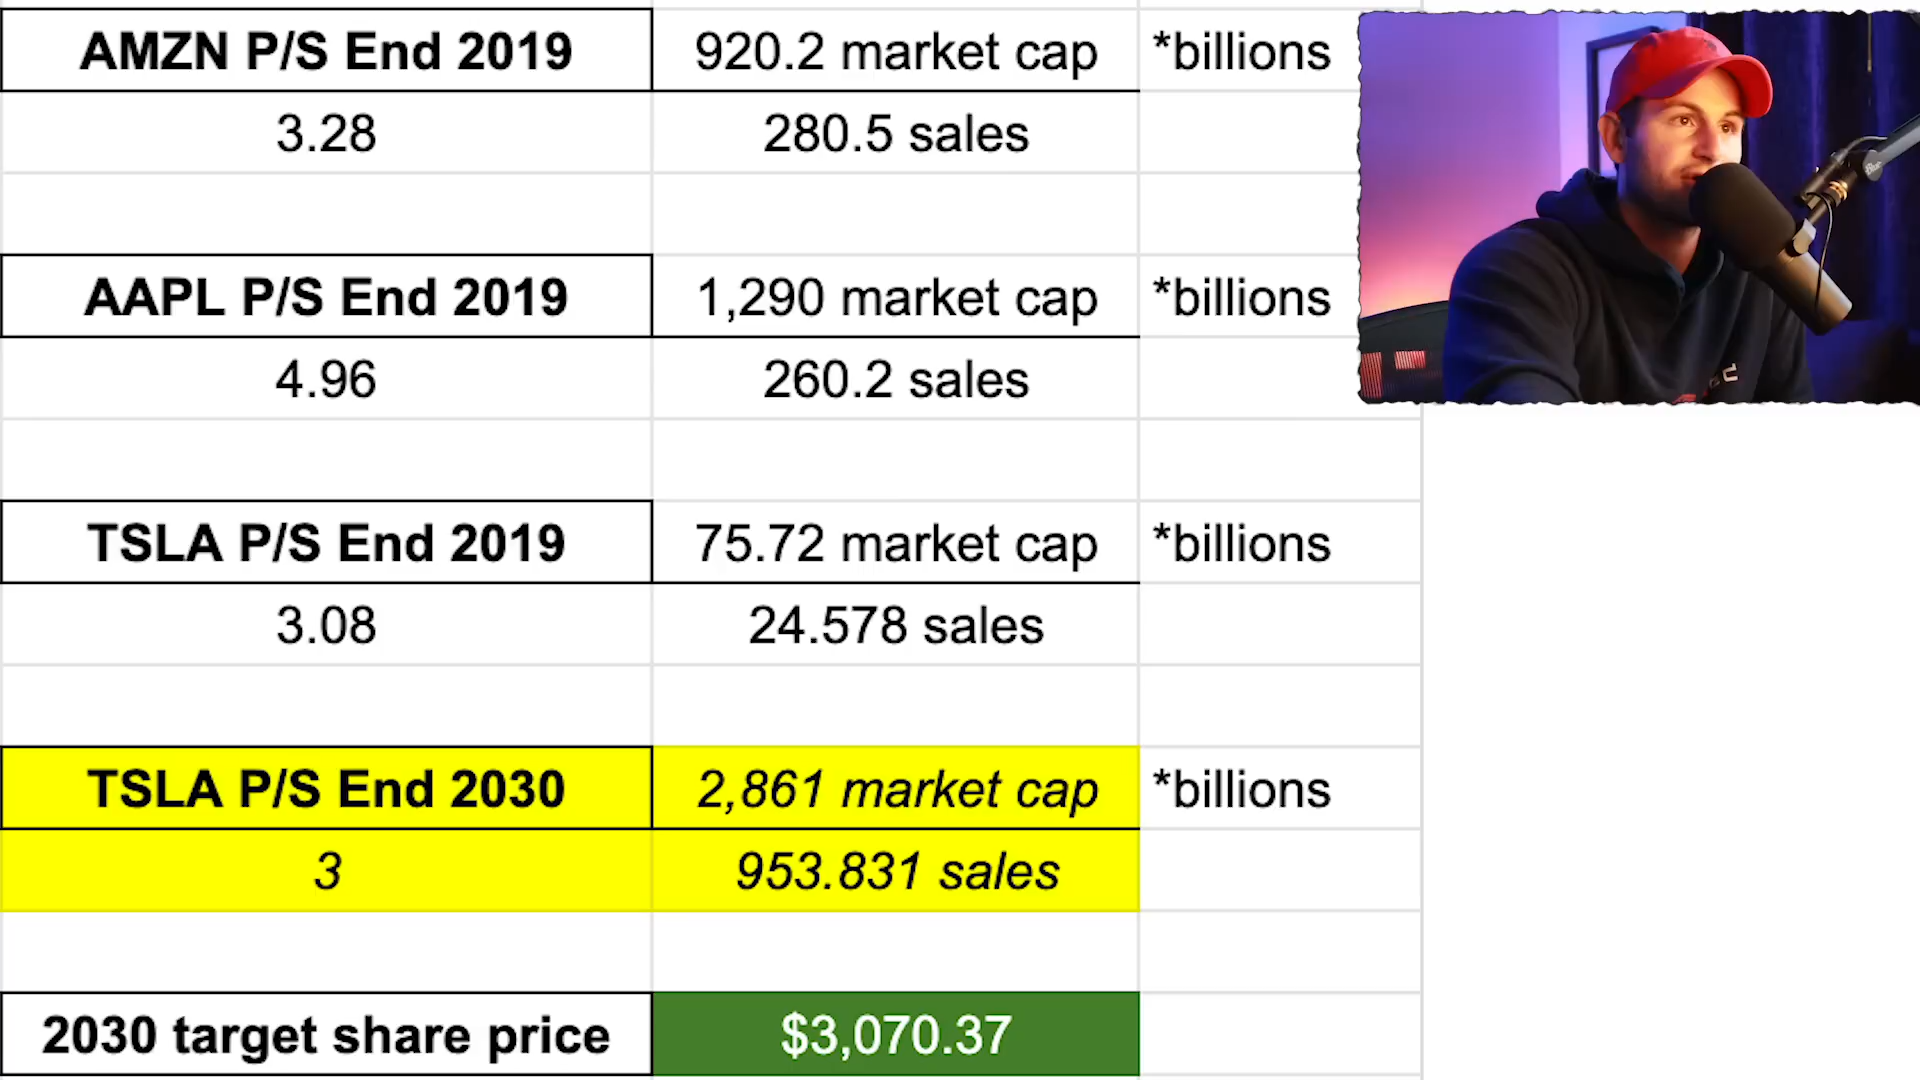 AMZN P/S End 2019 920.2 market cap *billions
3.28 280.5 sales
AAPL P/S End 2019 1,290 market cap *billions
4.96 260.2 sales
TSLA P/S End 2019 75.72 market cap *billions
3.08 24.578 sales
TSLA P/S End 2030 2,861 market cap *billions
3 953.831 sales
2030 target share price $3,070.37